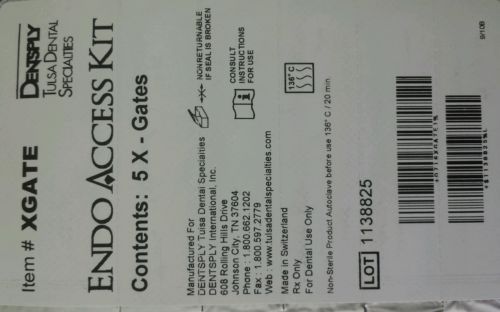 Item # XGATE
DENTSPLY
TULSA DENTAL
SPECIALTIES
ENDO ACCESS KIT
Contents: 5 X - Gates
NONRETURNABLE
IF SEAL IS BROKEN
CONSULT
INSTRUCTIONS
FOR USE
136° C
Manufactured For
DENTSPLY Tulsa Dental Specialties
DENTSPLY International, Inc.
608 Rolling Hills Drive
Johnson City, TN 37604
Phone : 1.800.662.1202
Fax : 1.800.597.2779
Web : www.tulsadentalspecialties.com
Made in Switzerland
Rx Only
For Dental Use Only
Non-Sterile Product Autoclave before use 136° C / 20 min.
LOT 1138825
9/10B